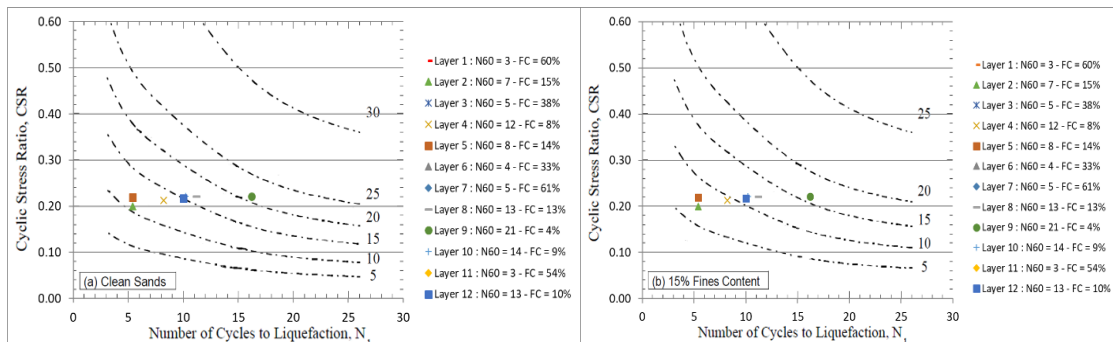 0.60
0.50
0.40
0.30
0.20
0.10
0.00
Cyclic Stress Ratio, CSR
30
25
20
15
10
5
(a) Clean Sands
0 5 10 15 20 25 30
Number of Cycles to Liquefaction, N
Layer 1 : N60 = 3 - FC = 60%
Layer 2 : N60 = 7 - FC = 15%
Layer 3 : N60 = 5 - FC = 38%
Layer 4 : N60 = 12 - FC = 8%
Layer 5 : N60 = 8 - FC = 14%
Layer 6 : N60 = 4 - FC = 33%
Layer 7 : N60 = 5 - FC = 61%
Layer 8 : N60 = 13 - FC = 13%
Layer 9 : N60 = 21 - FC = 4%
Layer 10 : N60 = 14 - FC = 9%
Layer 11 : N60 = 3 - FC = 54%
Layer 12 : N60 = 13 - FC = 10%
0.60
0.50
0.40
0.30
0.20
0.10
0.00
Cyclic Stress Ratio, CSR
25
20
15
10
5
(b) 15% Fines Content
0 5 10 15 20 25 30
Number of Cycles to Liquefaction, N
Layer 1 : N60 = 3 - FC = 60%
Layer 2 : N60 = 7 - FC = 15%
Layer 3 : N60 = 5 - FC = 38%
Layer 4 : N60 = 12 - FC = 8%
Layer 5 : N60 = 8 - FC = 14%
Layer 6 : N60 = 4 - FC = 33%
Layer 7 : N60 = 5 - FC = 61%
Layer 8 : N60 = 13 - FC = 13%
Layer 9 : N60 = 21 - FC = 4%
Layer 10 : N60 = 14 - FC = 9%
Layer 11 : N60 = 3 - FC = 54%
Layer 12 : N60 = 13 - FC = 10%